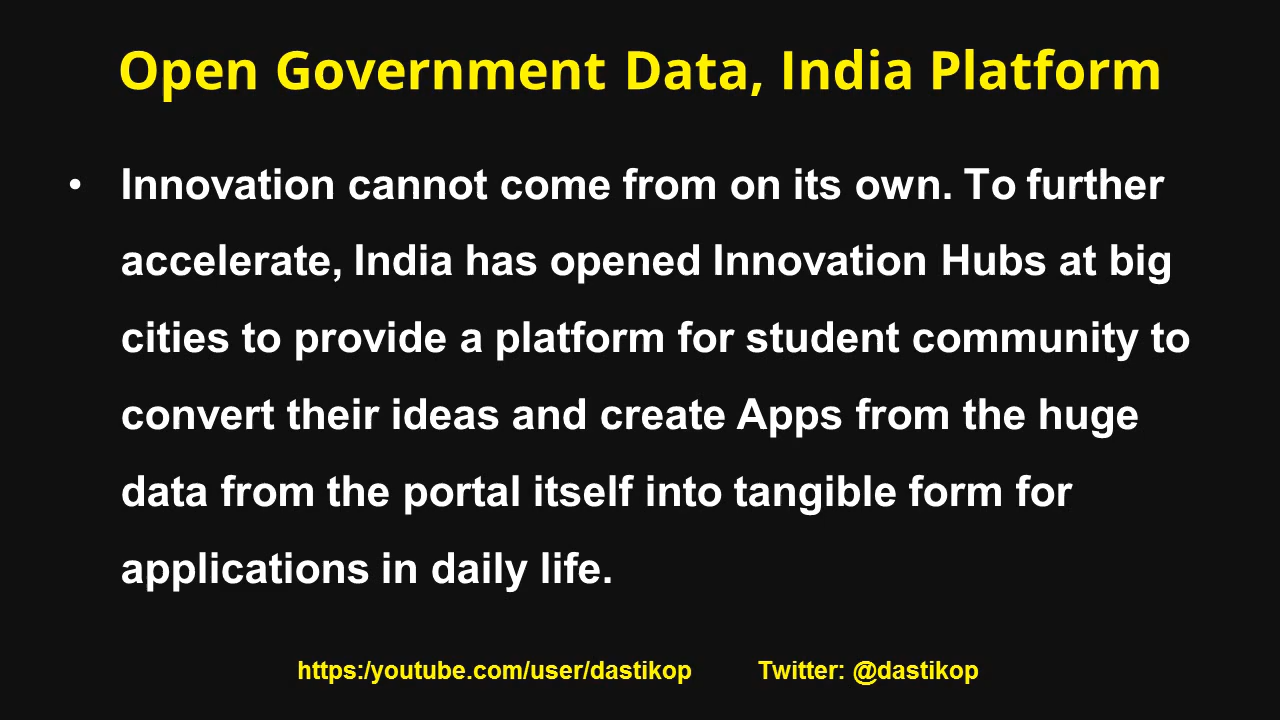 Open Government Data, India Platform
• Innovation cannot come from on its own. To further
accelerate, India has opened Innovation Hubs at big
cities to provide a platform for student community to
convert their ideas and create Apps from the huge
data from the portal itself into tangible form for
applications in daily life.
https:/youtube.com/user/dastikop Twitter: @dastikop